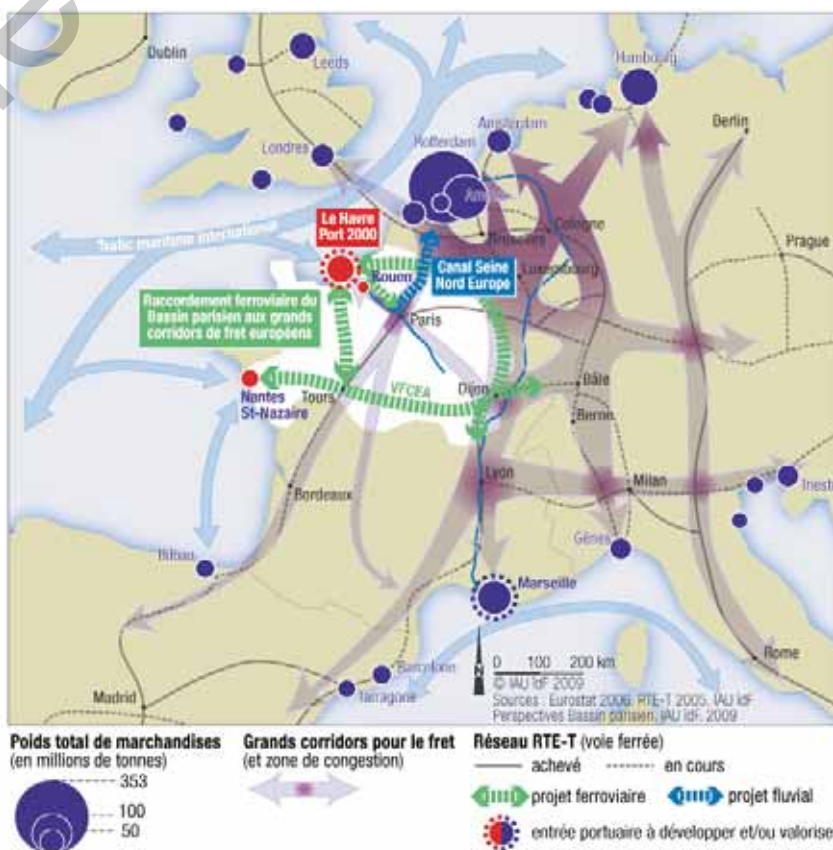 Dublin
Leeds
Hambourg
Berlin
Amsterdam
Rotterdam
Londres
Cologne
Bruxelles
Luxembourg
Prague
Trafic maritime international
Le Havre
Port 2000
Rouen
Canal Seine
Nord Europe
Raccordement ferroviaire du
Bassin parisien aux grands
corridors de fret européens
Paris
Nantes
St-Nazaire
Tours
VFCEA
Dijon
Bâle
Berne
Lyon
Milan
Bordeaux
Gênes
Bilbao
Marseille
Rome
Barcelone
Tarragone
Madrid
N
0 100 200 km
© IAU îdF 2009
Sources : Eurostat 2006, RTE-T 2005, IAU îdF
Perspectives Bassin parisien, IAU îdF, 2009
Poids total de marchandises
(en millions de tonnes)
353
100
50
Grands corridors pour le fret
(et zone de congestion)
Réseau RTE-T (voie ferrée)
achevé en cours
projet ferroviaire projet fluvial
entrée portuaire à développer et/ou valorise